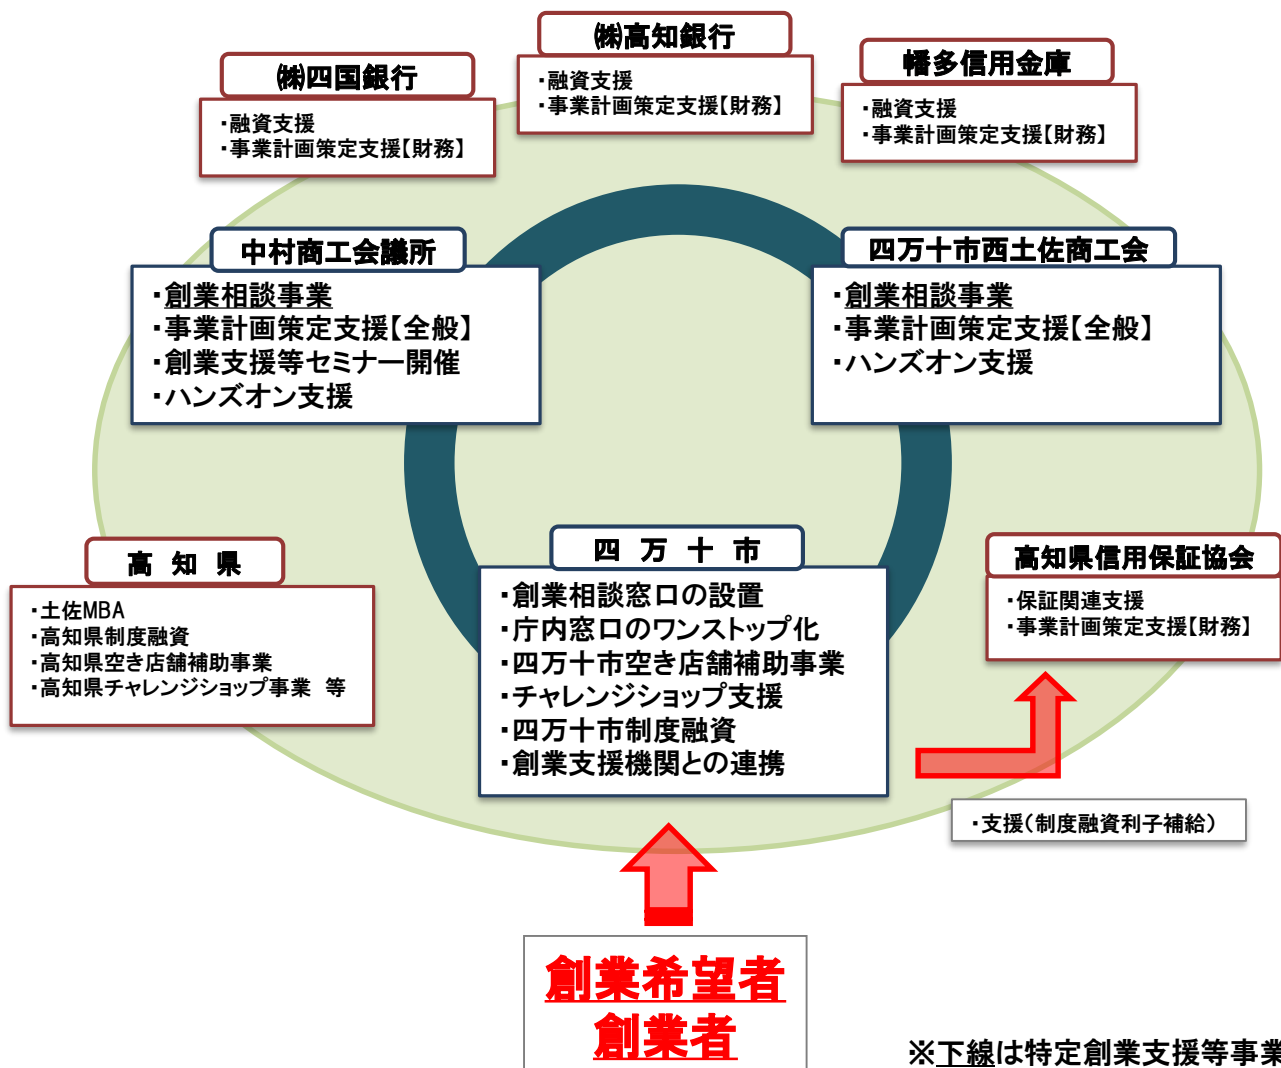 ㈱高知銀行
・融資支援
・事業計画策定支援【財務】
㈱四国銀行
・融資支援
・事業計画策定支援【財務】
幡多信用金庫
・融資支援
・事業計画策定支援【財務】
中村商工会議所
・創業相談事業
・事業計画策定支援【全般】
・創業支援等セミナー開催
・ハンズオン支援
四万十市西土佐商工会
・創業相談事業
・事業計画策定支援【全般】
・ハンズオン支援
高　知　県
・土佐MBA
・高知県制度融資
・高知県空き店舗補助事業
・高知県チャレンジショップ事業　等
四　万　十　市
・創業相談窓口の設置
・庁内窓口のワンストップ化
・四万十市空き店舗補助事業
・チャレンジショップ支援
・四万十市制度融資
・創業支援機関との連携
高知県信用保証協会
・保証関連支援
・事業計画策定支援【財務】
・支援（制度融資利子補給）
創業希望者
創業者
※下線は特定創業支援等事業